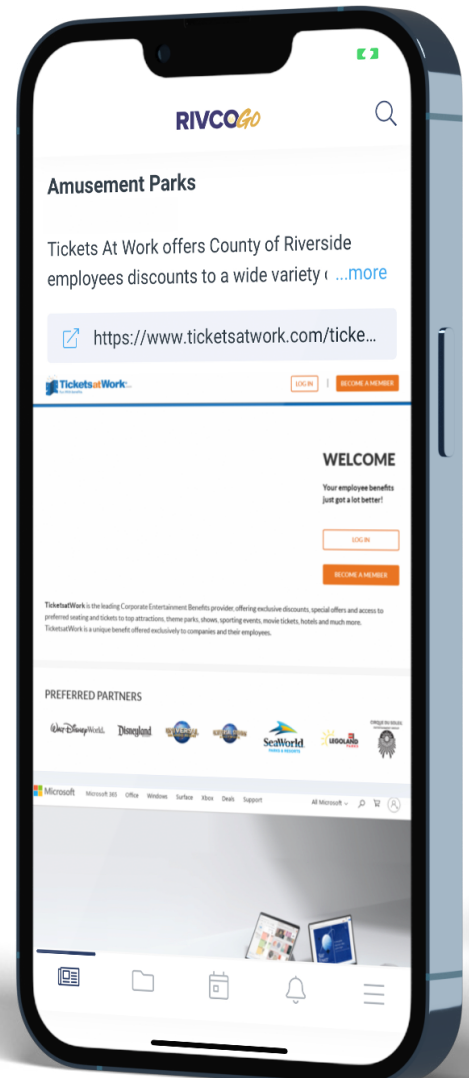 RIVCOGo
Amusement Parks
Tickets At Work offers County of Riverside
employees discounts to a wide variety ...more
https://www.ticketsatwork.com/ticke...
TicketsatWork
LOG IN | BECOME A MEMBER
WELCOME
Your employee benefits
just got a lot better!
LOG IN
BECOME A MEMBER
TicketsatWork is the leading Corporate Entertainment Benefits provider, offering exclusive discounts, special offers and access to
preferred seating and tickets to top attractions, theme parks, shows, sporting events, movie tickets, hotels and much more.
TicketsatWork is a unique benefit offered exclusively to companies and their employees.
PREFERRED PARTNERS
Walt Disney World.
Disneyland
UNIVERSAL
SeaWorld
PARKS & RESORTS
LEGOLAND
Microsoft Microsoft 365 Office Windows Surface Xbox Deals Support All Microsoft